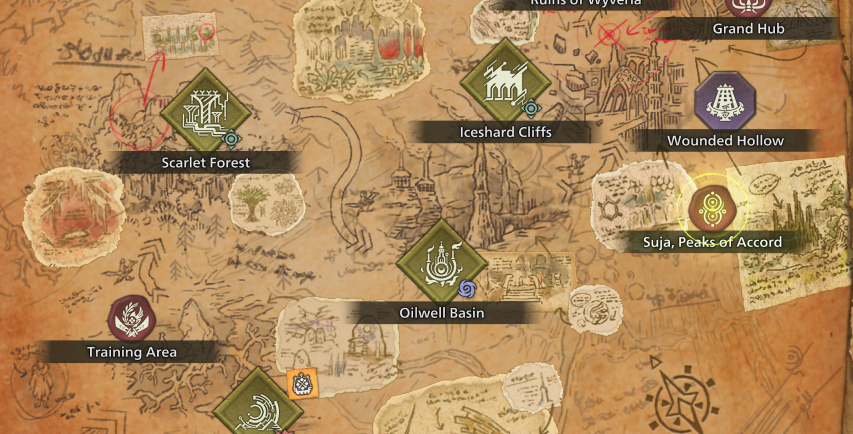 Ruins of Wyveria
Grand Hub
Iceshard Cliffs
Wounded Hollow
Scarlet Forest
Suja, Peaks of Accord
Oilwell Basin
Training Area